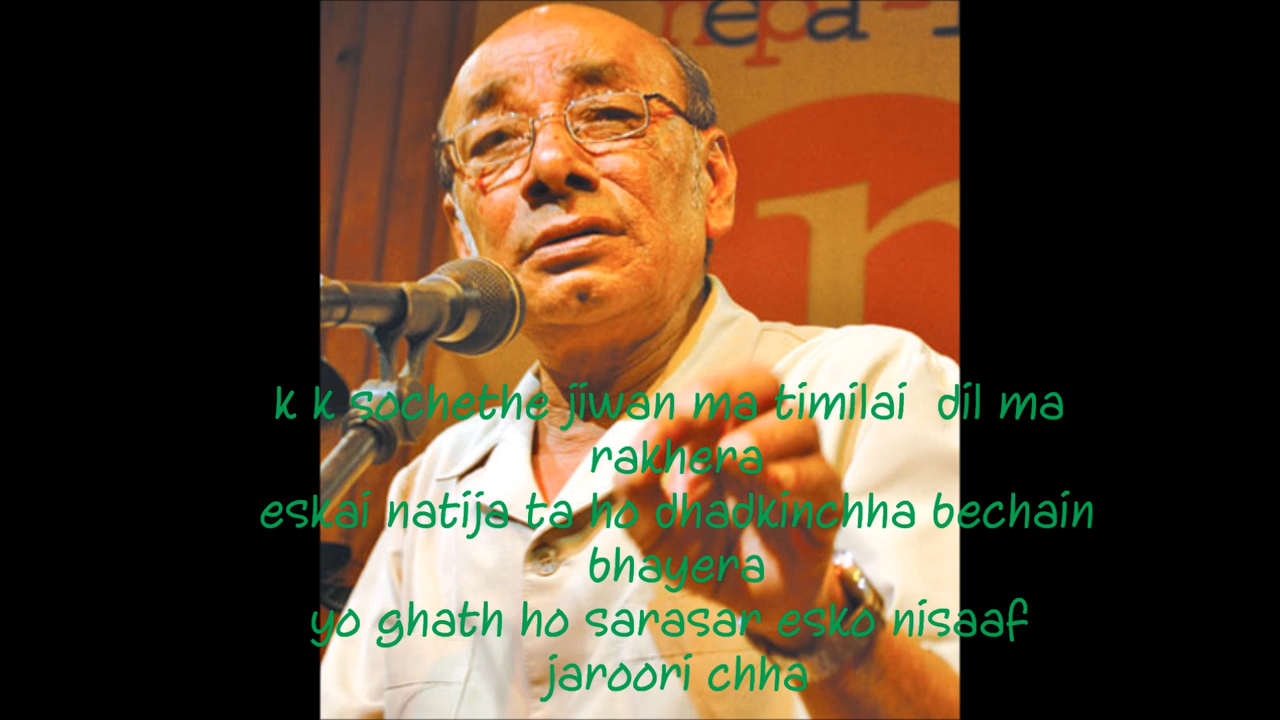 nepa-l
n
k k sochethe jiwan ma timilai dil ma
rakhera
eskai natija ta ho dhadkinchha bechain
bhayera
yo ghath ho sarasar esko nisaaf
jaroori chha